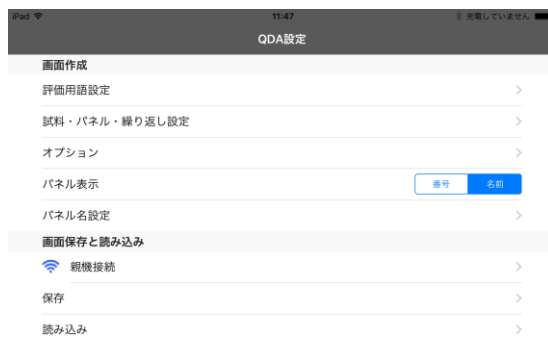 iPad 11:47 充電していません
QDA設定
画面作成
評価用語設定
試料・パネル・繰り返し設定
オプション
パネル表示 番号 名前
パネル名設定
画面保存と読み込み
親機接続
保存
読み込み